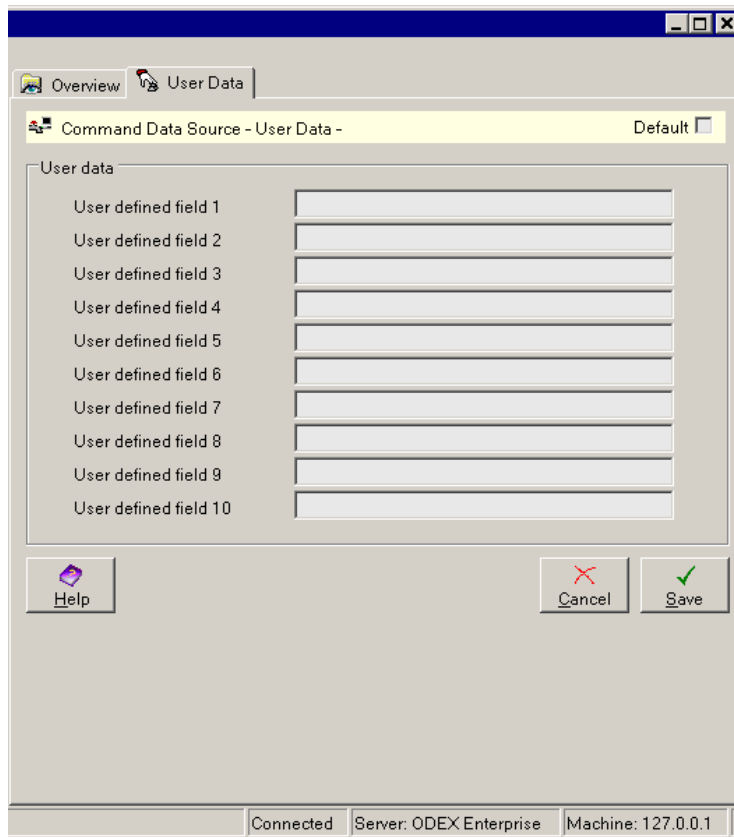 Overview User Data
Command Data Source - User Data - Default
User data
User defined field 1
User defined field 2
User defined field 3
User defined field 4
User defined field 5
User defined field 6
User defined field 7
User defined field 8
User defined field 9
User defined field 10
Help Cancel Save
Connected Server: ODEX Enterprise Machine: 127.0.0.1